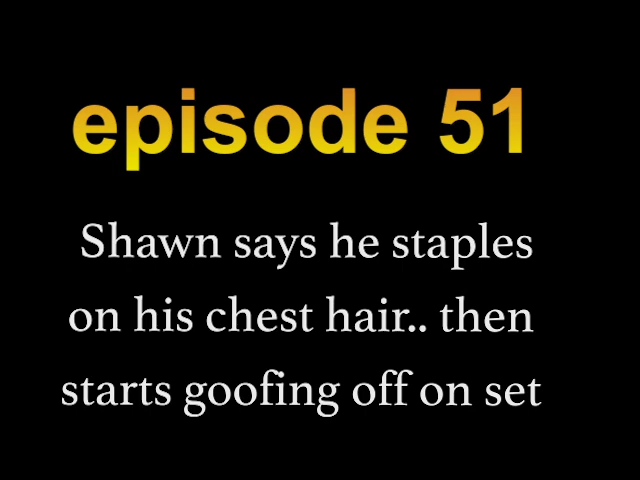 episode 51
Shawn says he staples
on his chest hair.. then
starts goofing off on set